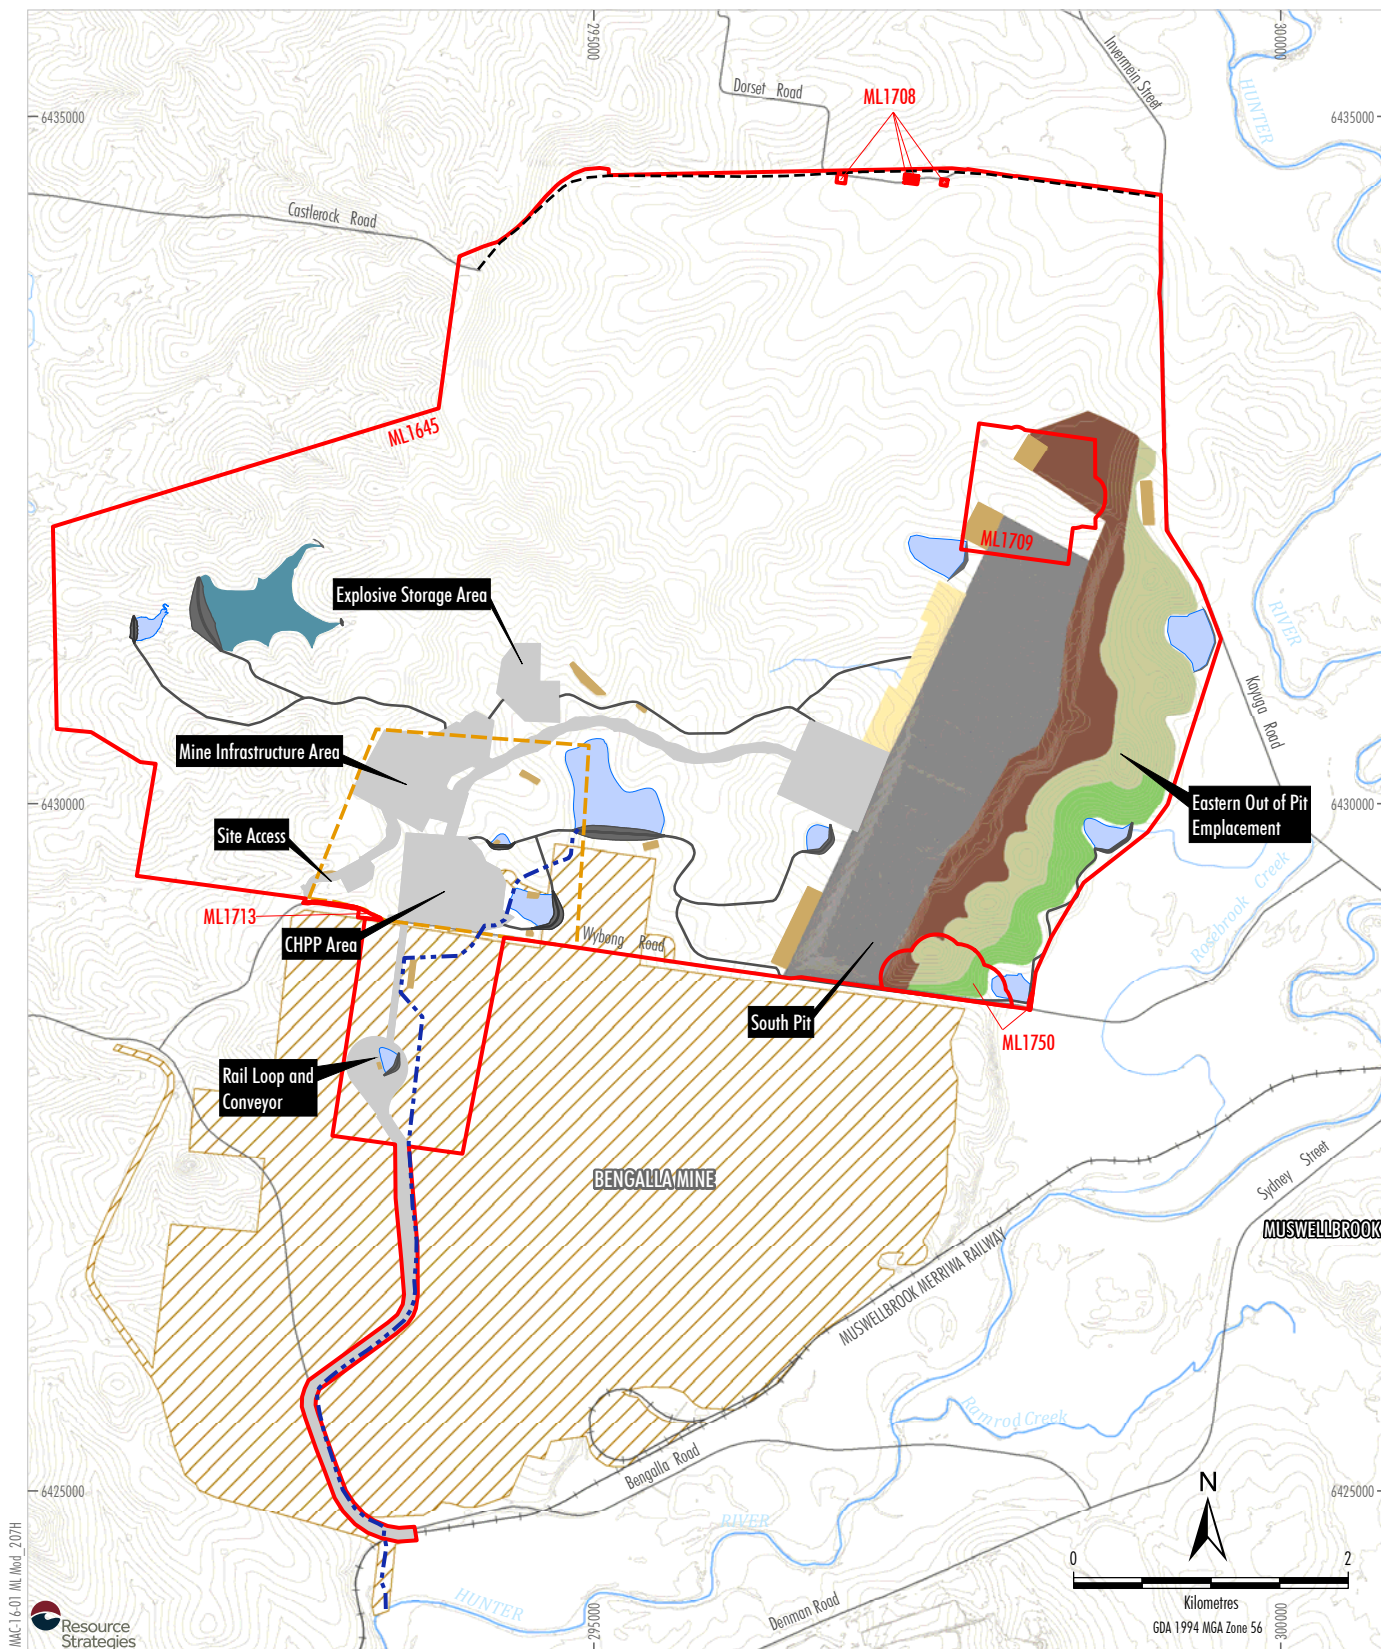 295000
300000
Invermein Street
Dorset Road
ML1708
HUNTER
6435000
6435000
Castlerock Road
ML1645
ML1709
Explosive Storage Area
RIVER
Kayuga Road
Mine Infrastructure Area
6430000
6430000
Eastern Out of Pit
Emplacement
Site Access
Rosebrook Creek
ML1713
CHPP Area
Wybong Road
South Pit
ML1750
Rail Loop and
Conveyor
BENGALLA MINE
Sydney Street
MUSWELLBROOK
MUSWELLBROOK MERRIWA RAILWAY
Ramrod Creek
Bengalla Road
6425000
6425000
N
RIVER
0
2
Kilometres
GDA 1994 MGA Zone 56
HUNTER
Denman Road
295000
300000
MAC-16-01 ML Mod_207H
Resource
Strategies